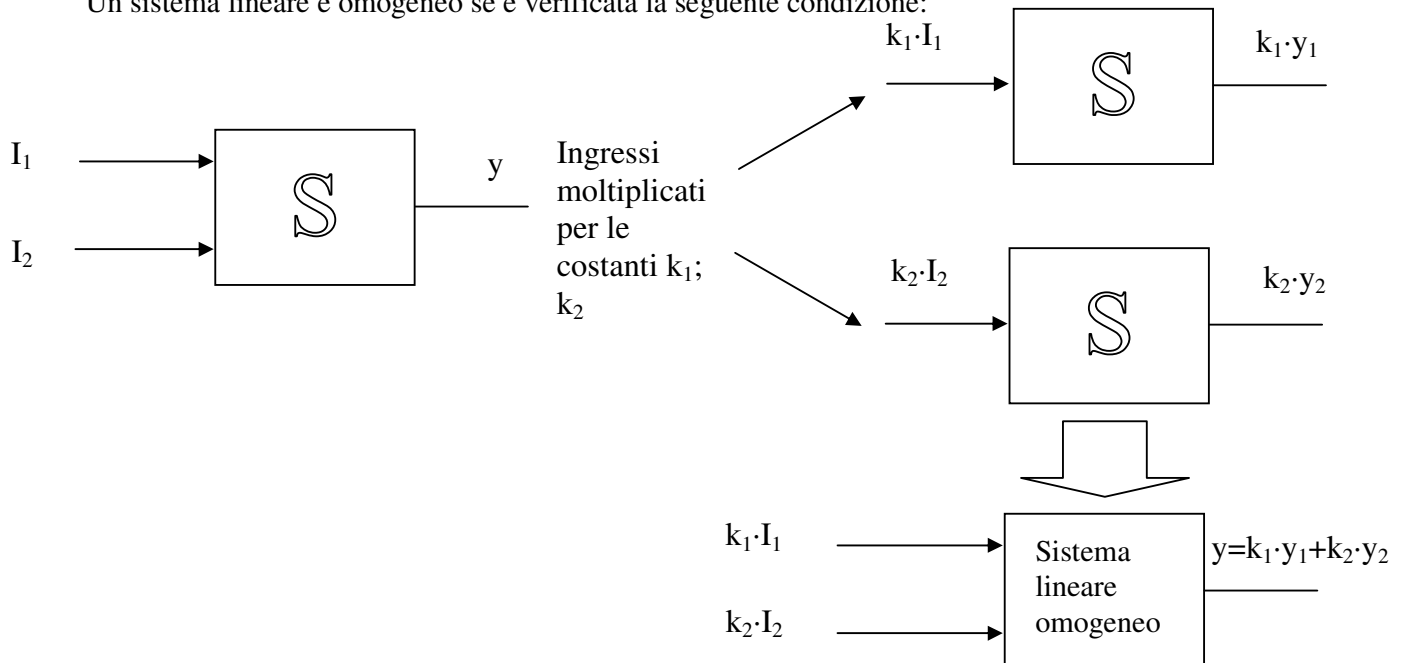 Un sistema lineare è omogeneo se è verificata la seguente condizione:
I₁
I₂
S
y
Ingressi
moltiplicati
per le
costanti k₁;
k₂
k₁·I₁
S
k₁·y₁
k₂·I₂
S
k₂·y₂
k₁·I₁
k₂·I₂
Sistema
lineare
omogeneo
y=k₁·y₁+k₂·y₂